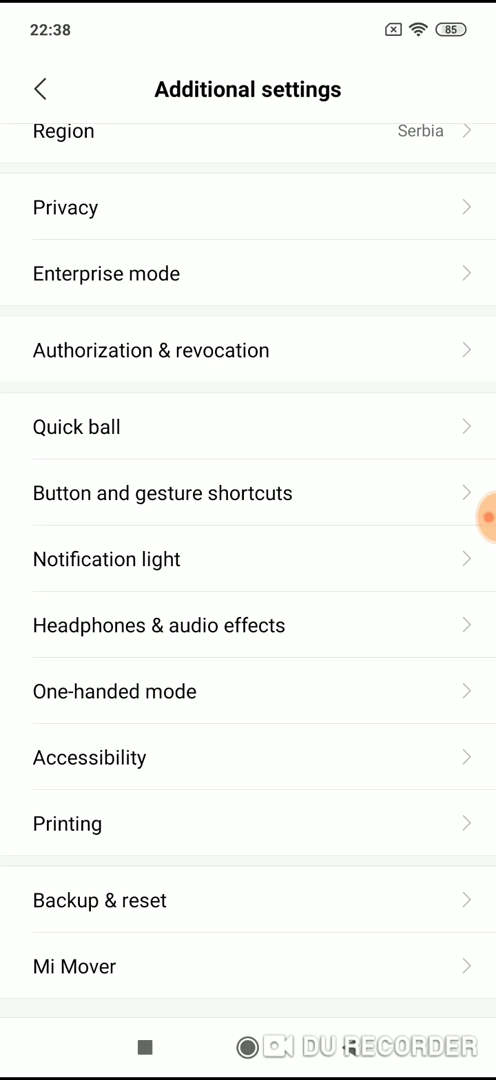 22:38
85
Additional settings
Region
Serbia
Privacy
Enterprise mode
Authorization & revocation
Quick ball
Button and gesture shortcuts
Notification light
Headphones & audio effects
One-handed mode
Accessibility
Printing
Backup & reset
Mi Mover
DU RECORDER